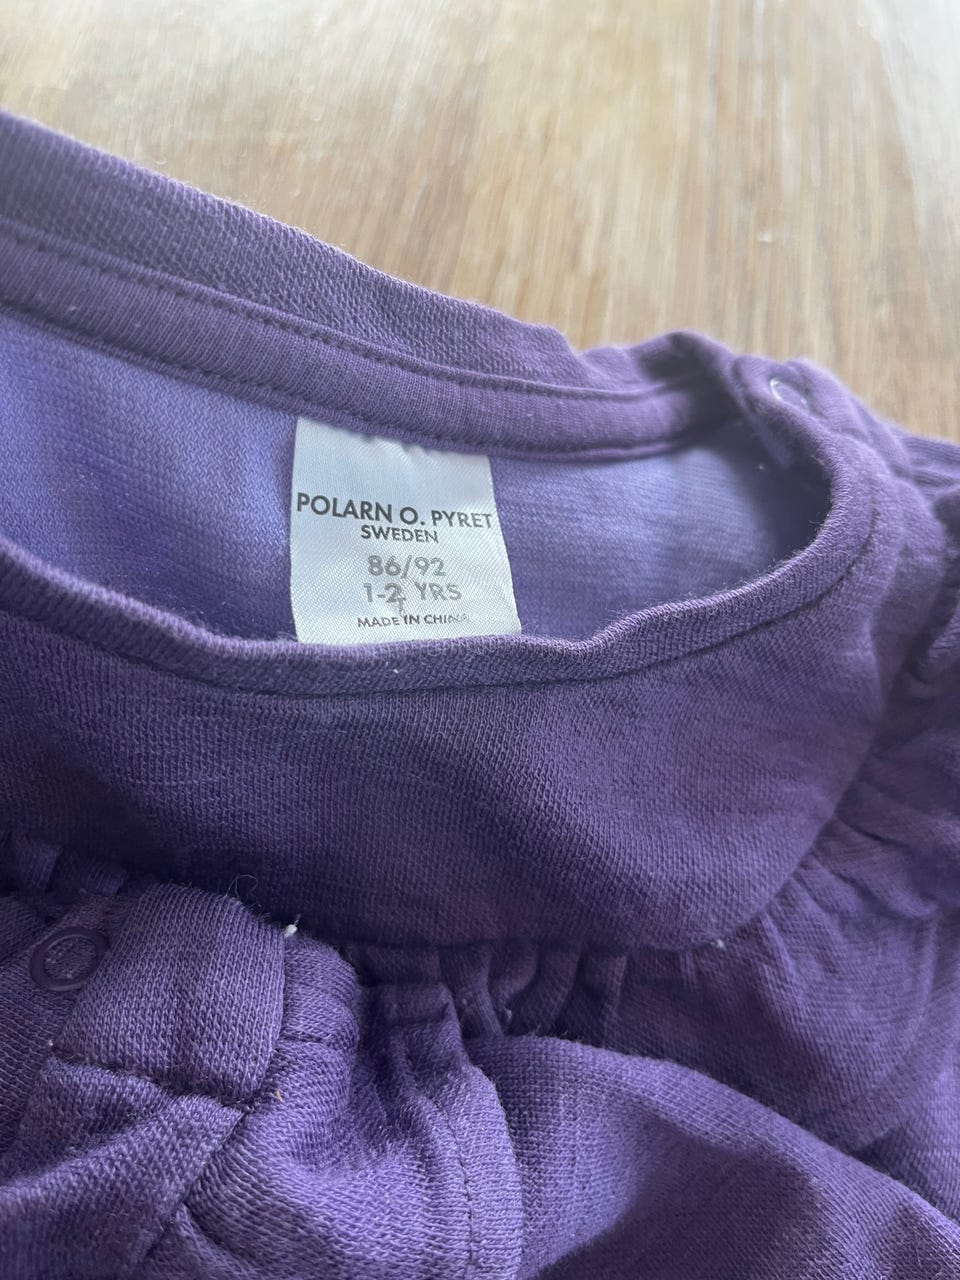 POLARN O. PYRET
SWEDEN
86/92
1-2 YRS
MADE IN CHINA